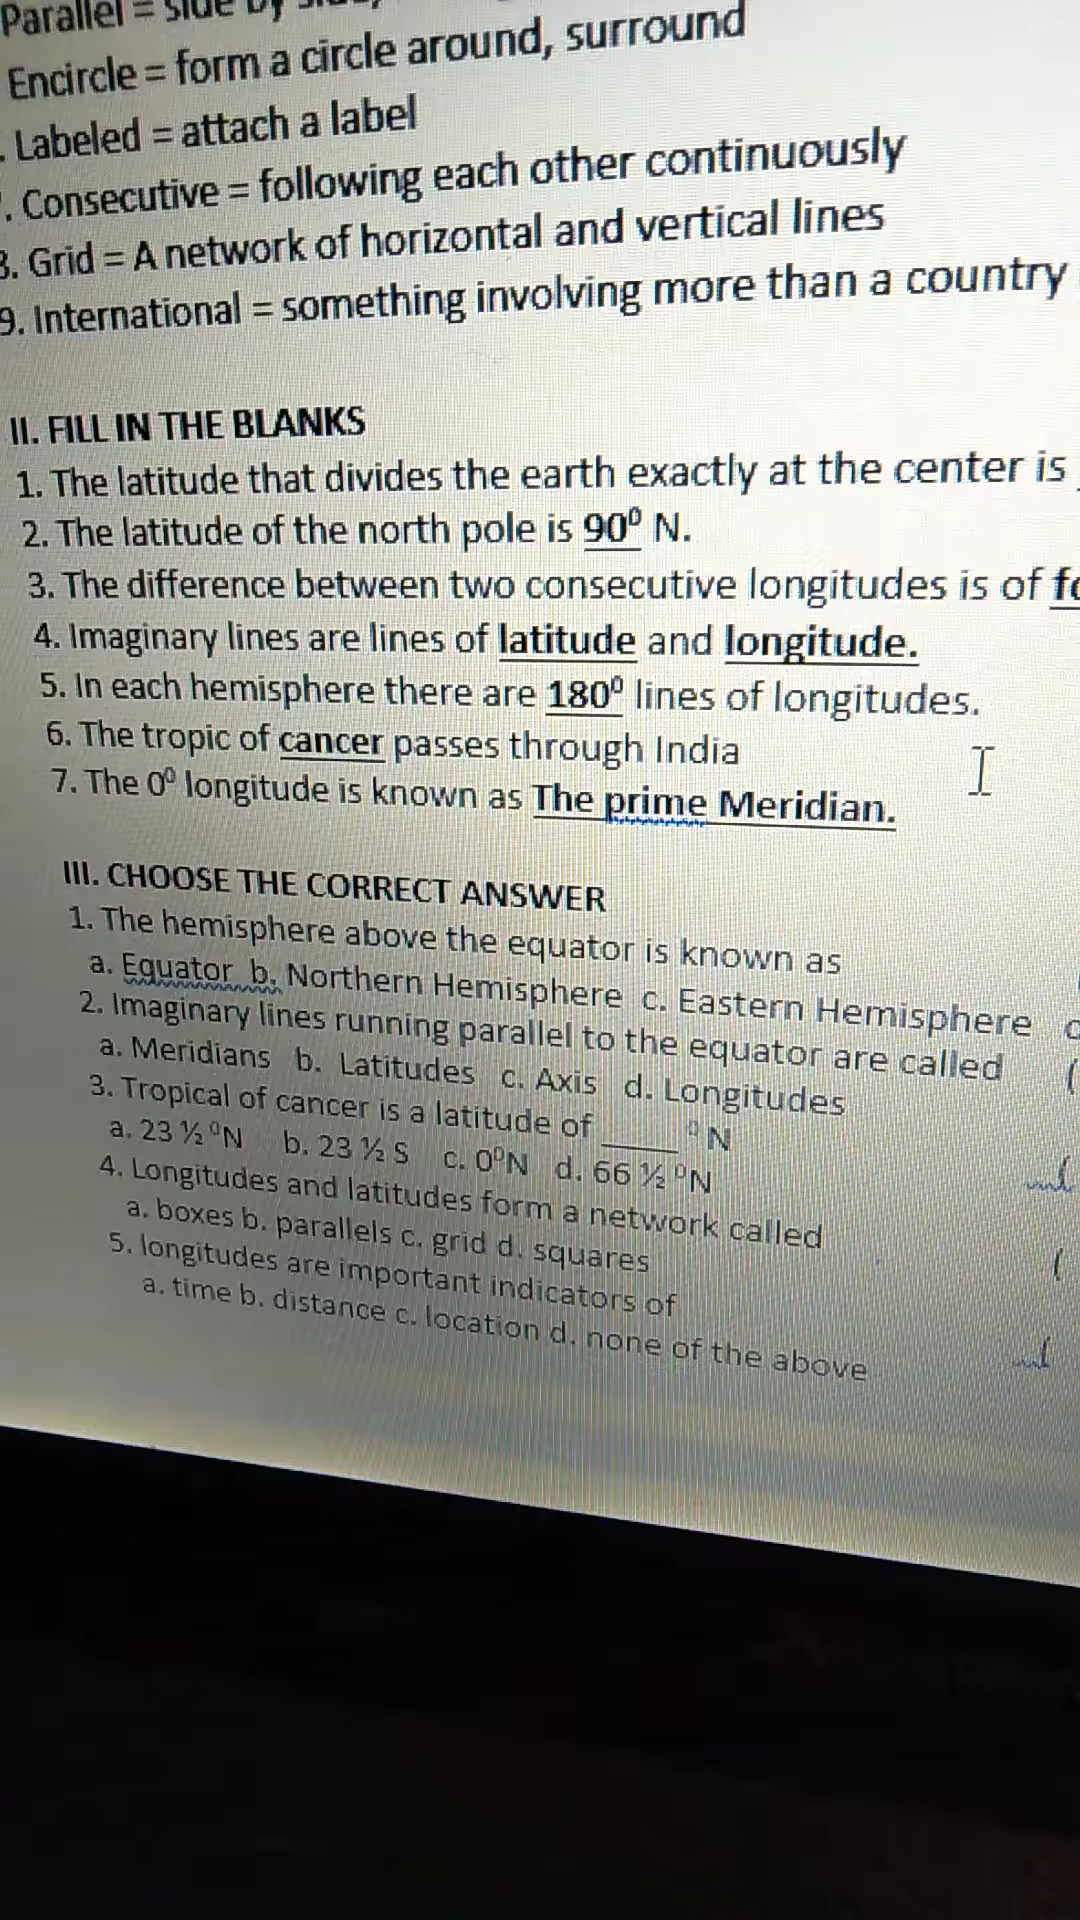 Parallel = side by
Encircle = form a circle around, surround
. Labeled = attach a label
. Consecutive = following each other continuously
3. Grid = A network of horizontal and vertical lines
9. International = something involving more than a country
II. FILL IN THE BLANKS
1. The latitude that divides the earth exactly at the center is
2. The latitude of the north pole is 90⁰ N.
3. The difference between two consecutive longitudes is of
4. Imaginary lines are lines of latitude and longitude.
5. In each hemisphere there are 180⁰ lines of longitudes.
6. The tropic of cancer passes through India
7. The 0⁰ longitude is known as The prime Meridian.
III. CHOOSE THE CORRECT ANSWER
1. The hemisphere above the equator is known as
a. Equator b. Northern Hemisphere c. Eastern Hemisphere
2. Imaginary lines running parallel to the equator are called (
a. Meridians b. Latitudes c. Axis d. Longitudes
3. Tropical of cancer is a latitude of ______ ⁰ N
a. 23 ½ ⁰N b. 23 ½ S c. 0⁰N d. 66 ½ ⁰N
4. Longitudes and latitudes form a network called
a. boxes b. parallels c. grid d. squares (
5. longitudes are important indicators of
a. time b. distance c. location d. none of the above